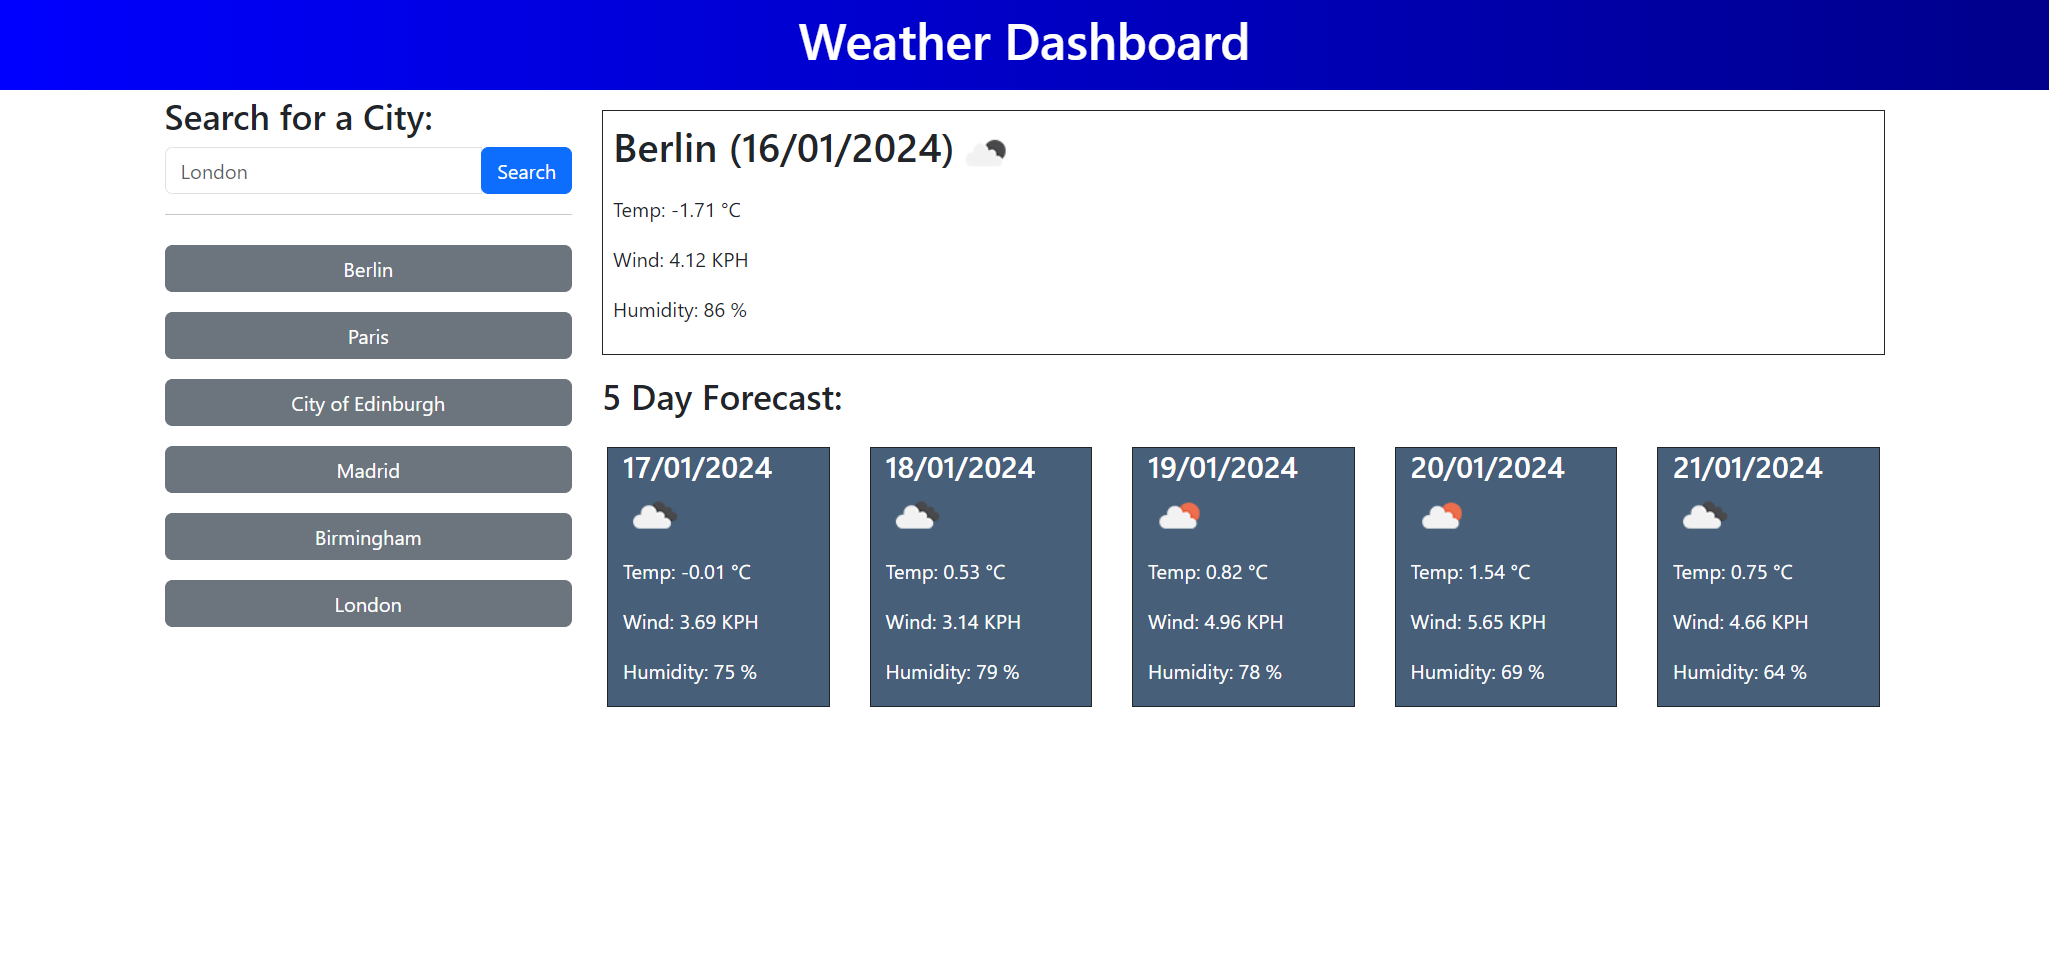 Weather Dashboard
Search for a City:
London
Search
Berlin
Paris
City of Edinburgh
Madrid
Birmingham
London
Berlin (16/01/2024)
Temp: -1.71 °C
Wind: 4.12 KPH
Humidity: 86 %
5 Day Forecast:
17/01/2024
Temp: -0.01 °C
Wind: 3.69 KPH
Humidity: 75 %
18/01/2024
Temp: 0.53 °C
Wind: 3.14 KPH
Humidity: 79 %
19/01/2024
Temp: 0.82 °C
Wind: 4.96 KPH
Humidity: 78 %
20/01/2024
Temp: 1.54 °C
Wind: 5.65 KPH
Humidity: 69 %
21/01/2024
Temp: 0.75 °C
Wind: 4.66 KPH
Humidity: 64 %